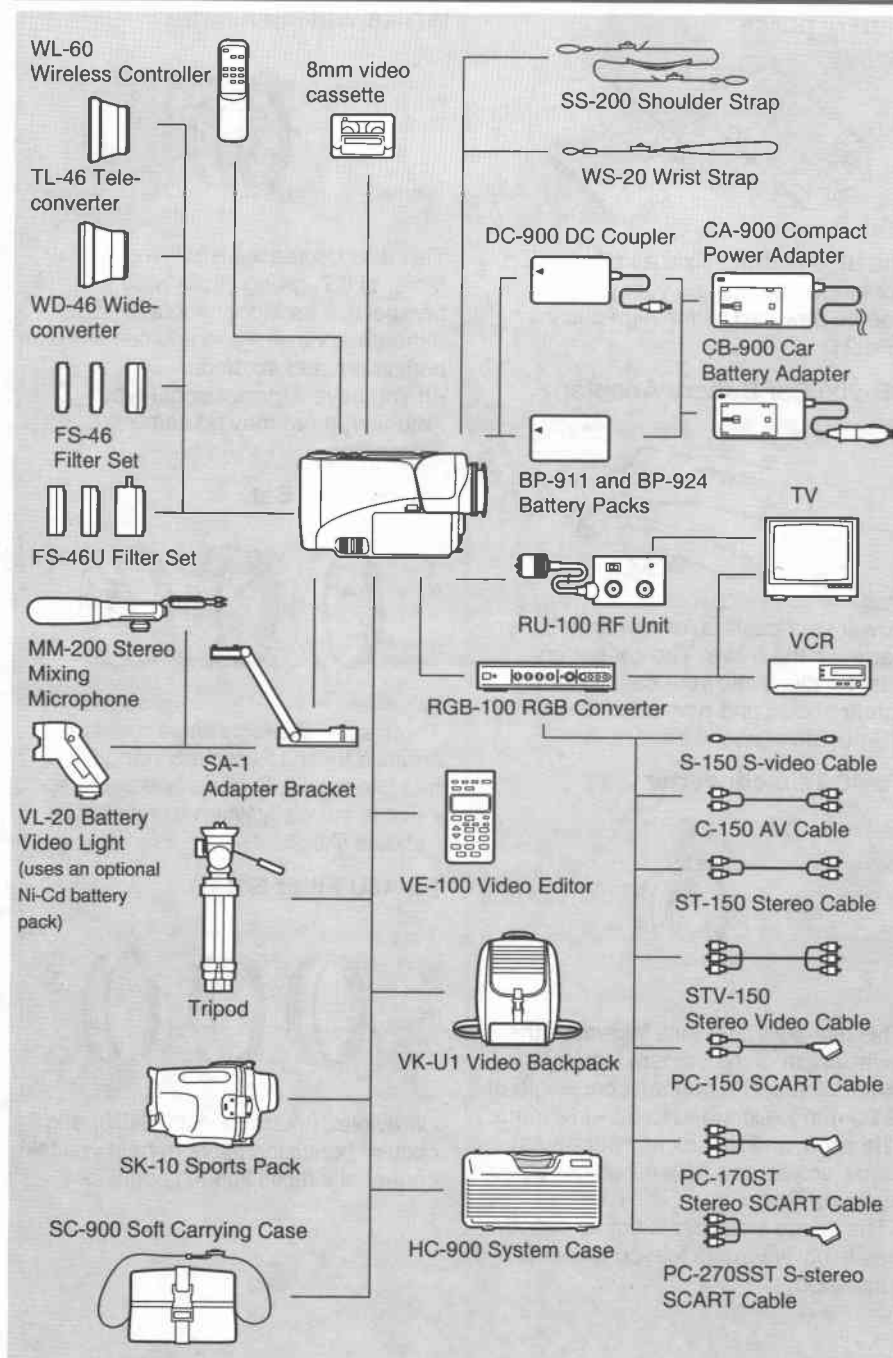 WL-60
Wireless Controller
8mm video
cassette
SS-200 Shoulder Strap
TL-46 Tele-
converter
WS-20 Wrist Strap
WD-46 Wide-
converter
DC-900 DC Coupler
CA-900 Compact
Power Adapter
CB-900 Car
Battery Adapter
FS-46
Filter Set
BP-911 and BP-924
Battery Packs
FS-46U Filter Set
TV
RU-100 RF Unit
MM-200 Stereo
Mixing
Microphone
VCR
RGB-100 RGB Converter
SA-1
Adapter Bracket
S-150 S-video Cable
VL-20 Battery
Video Light
(uses an optional
Ni-Cd battery
pack)
C-150 AV Cable
VE-100 Video Editor
ST-150 Stereo Cable
Tripod
STV-150
Stereo Video Cable
VK-U1 Video Backpack
PC-150 SCART Cable
SK-10 Sports Pack
PC-170ST
Stereo SCART Cable
SC-900 Soft Carrying Case
HC-900 System Case
PC-270SST S-stereo
SCART Cable